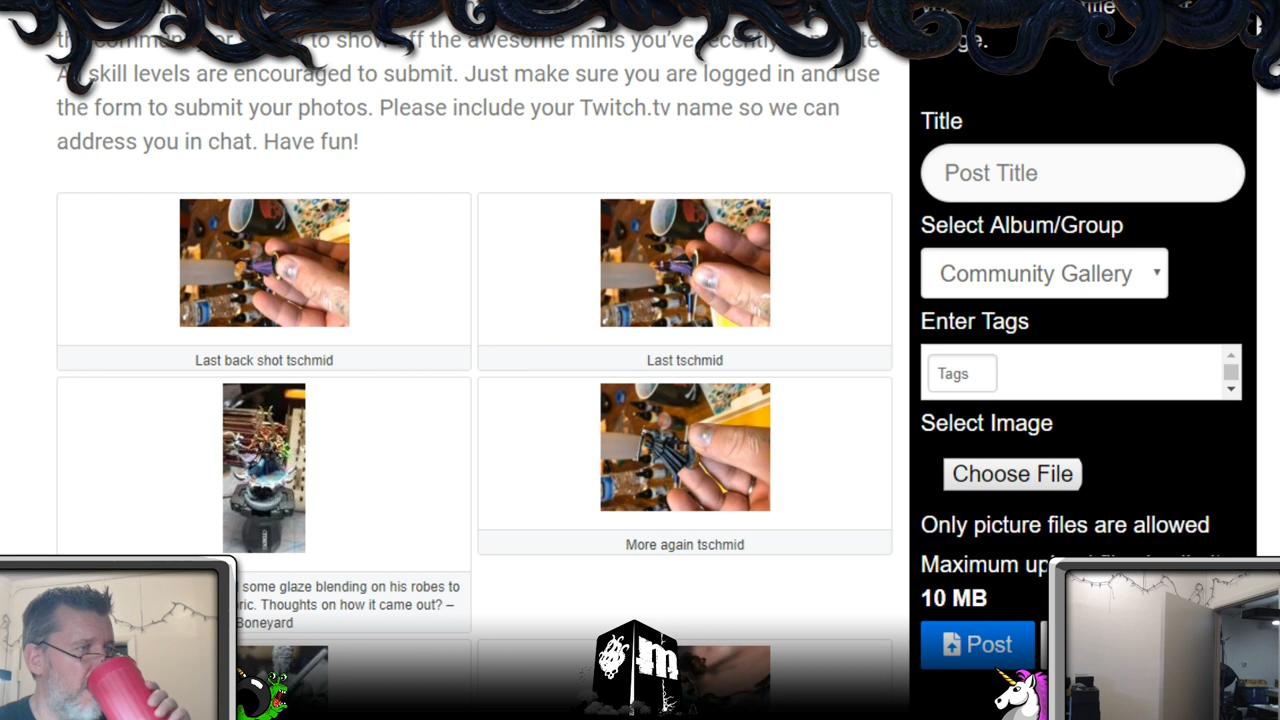 the
to show off the awesome minis you've recently
skill levels are encouraged to submit. Just make sure you are logged in and use
the form to submit your photos. Please include your Twitch.tv name so we can
address you in chat. Have fun!
Last back shot tschmid
Last tschmid
More again tschmid
some glaze blending on his robes to
Thoughts on how it came out? –
Boneyard
Title
Post Title
Select Album/Group
Community Gallery
Enter Tags
Tags
Select Image
Choose File
Only picture files are allowed
Maximum
10 MB
Post
m